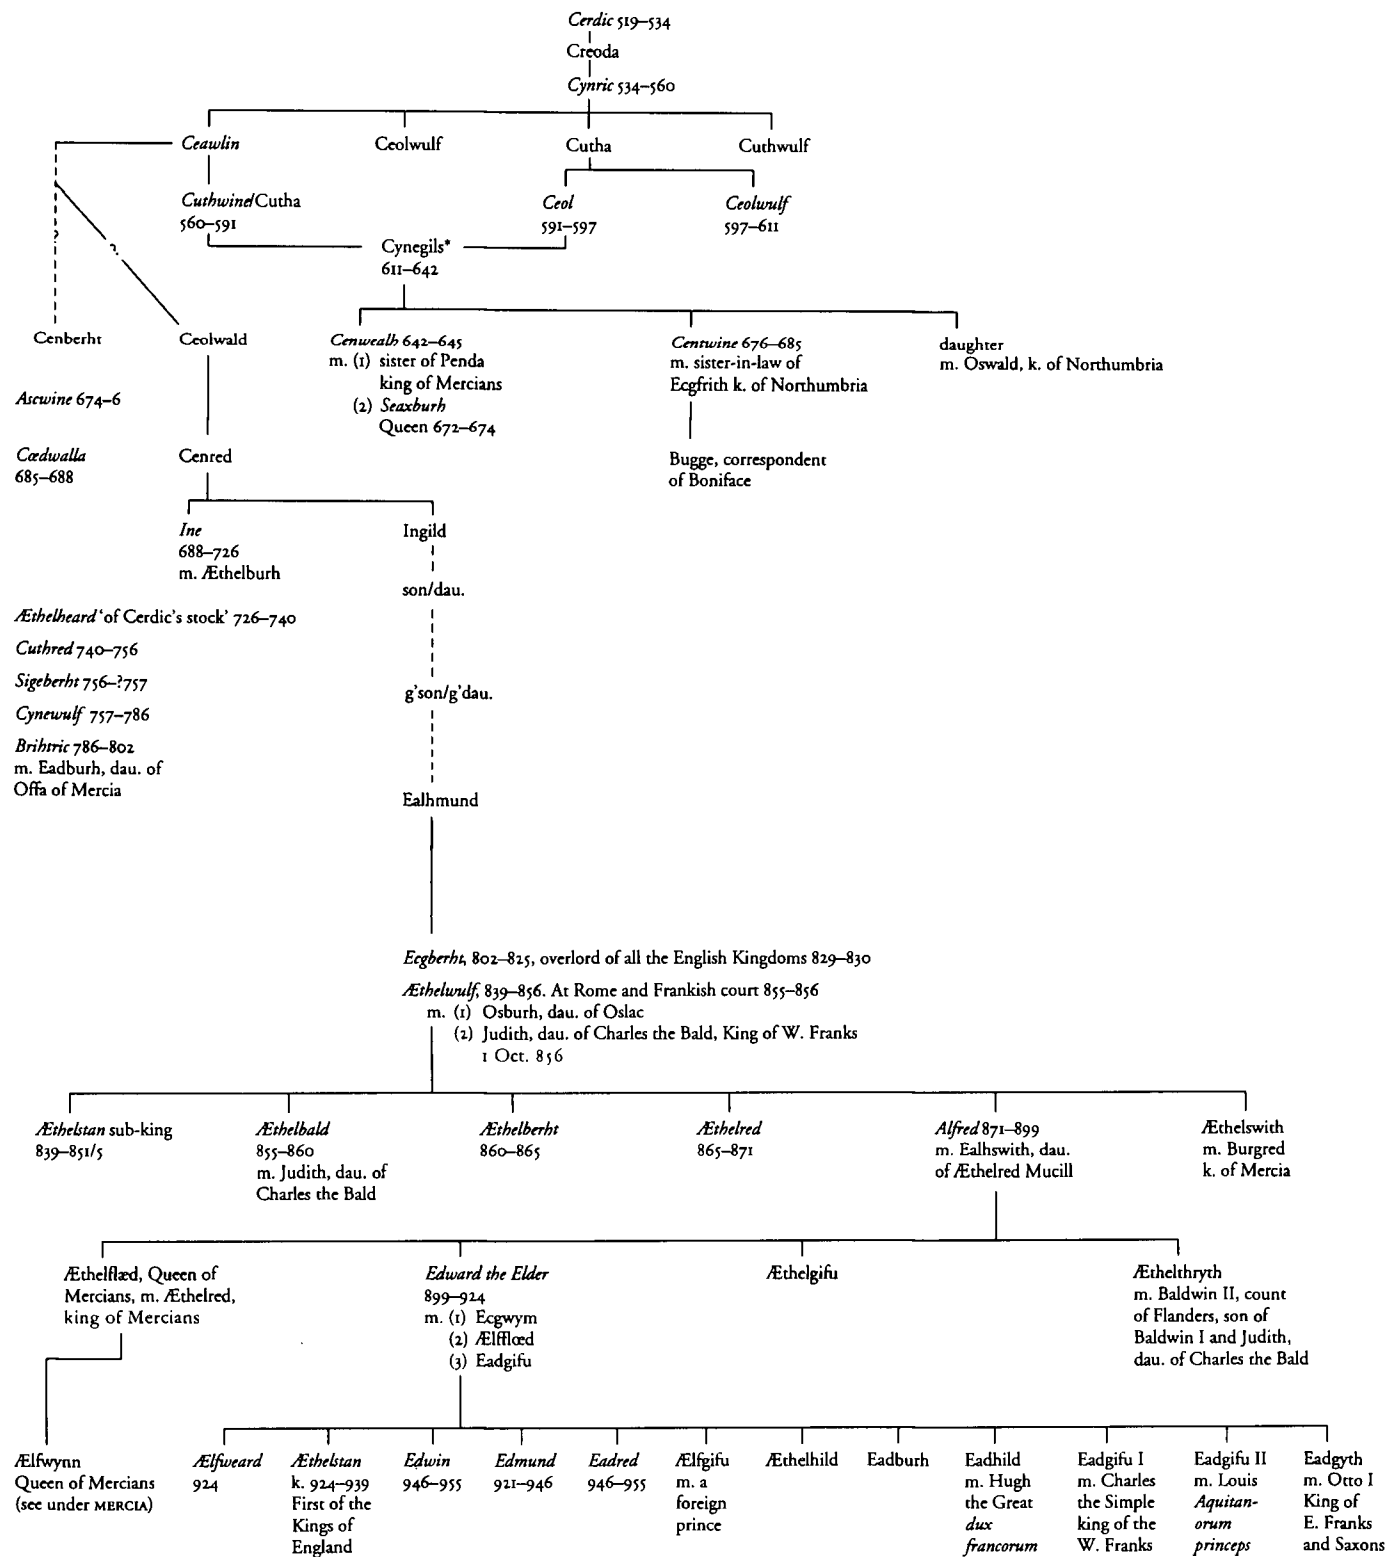 Cerdic 519–534
Creoda
Cynric 534–560
Ceawlin
Ceolwulf
Cutha
Cuthwulf
Cuthwine/Cutha
560–591
Ceol
591–597
Ceolwulf
597–611
Cynegils*
611–642
?
?
Cenberht
Ceolwald
Cenwealh 642–645
m. (1) sister of Penda
king of Mercians
(2) Seaxburh
Queen 672–674
Centwine 676–685
m. sister-in-law of
Ecgfrith k. of Northumbria
daughter
m. Oswald, k. of Northumbria
Ascwine 674–6
Cædwalla
685–688
Cenred
Bugge, correspondent
of Boniface
Ine
688–726
m. Æthelburh
Ingild
son/dau.
Æthelheard 'of Cerdic's stock' 726–740
Cuthred 740–756
Sigeberht 756–?757
Cynewulf 757–786
Brihtric 786–802
m. Eadburh, dau. of
Offa of Mercia
g'son/g'dau.
Ealhmund
Ecgberht, 802–825, overlord of all the English Kingdoms 829–830
Æthelwulf, 839–856. At Rome and Frankish court 855–856
m. (1) Osburh, dau. of Oslac
(2) Judith, dau. of Charles the Bald, King of W. Franks
1 Oct. 856
Æthelstan sub-king
839–851/5
Æthelbald
855–860
m. Judith, dau. of
Charles the Bald
Æthelberht
860–865
Æthelred
865–871
Alfred 871–899
m. Ealhswith, dau.
of Æthelred Mucill
Æthelswith
m. Burgred
k. of Mercia
Æthelflæd, Queen of
Mercians, m. Æthelred,
king of Mercians
Edward the Elder
899–924
m. (1) Ecgwym
(2) Ælfflœd
(3) Eadgifu
Æthelgifu
Æthelthryth
m. Baldwin II, count
of Flanders, son of
Baldwin I and Judith,
dau. of Charles the Bald
Ælfwynn
Queen of Mercians
(see under MERCIA)
Ælfweard
924
Æthelstan
k. 924–939
First of the
Kings of
England
Edwin
946–955
Edmund
921–946
Eadred
946–955
Ælfgifu
m. a
foreign
prince
Æthelhild
Eadburh
Eadhild
m. Hugh
the Great
dux
francorum
Eadgifu I
m. Charles
the Simple
king of the
W. Franks
Eadgifu II
m. Louis
Aquitan-
orum
princeps
Eadgyth
m. Otto I
King of
E. Franks
and Saxons